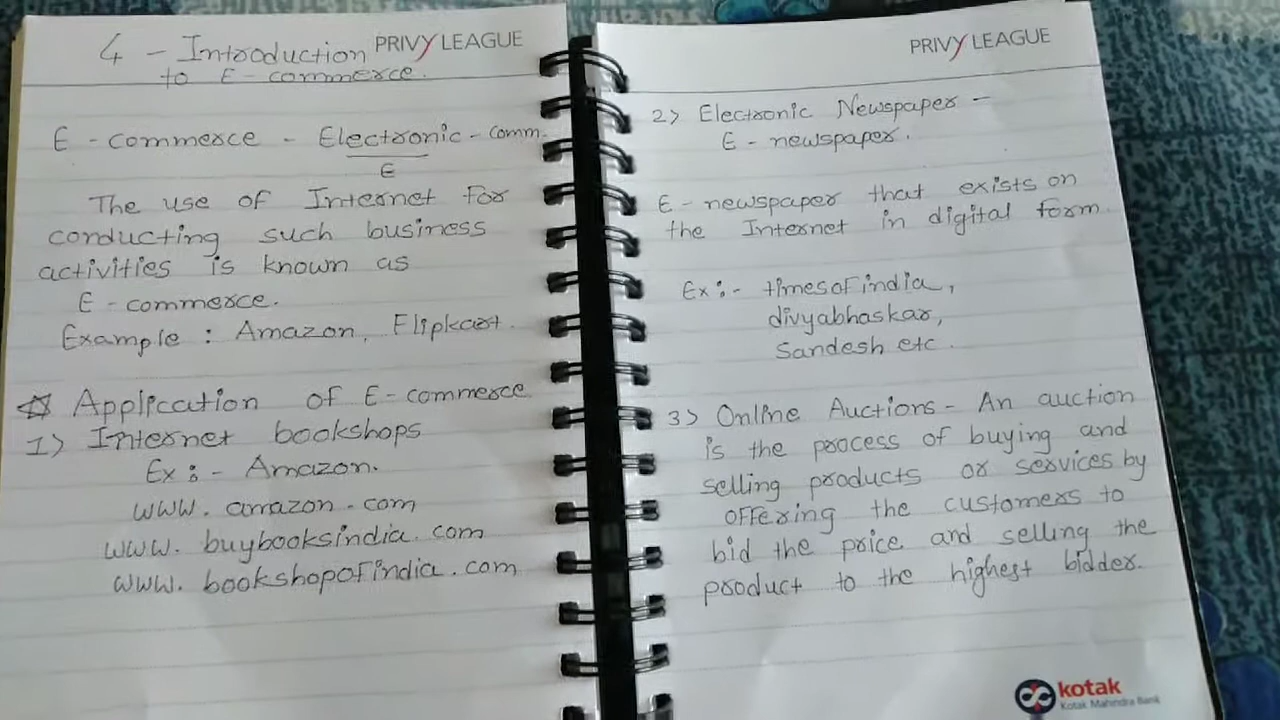 4 - Introduction PRIVY LEAGUE
to E-commerce.
E-commerce - Electronic-comm.
E
The use of Internet for
conducting such business
activities is known as
E-commerce.
Example : Amazon, Flipkart.
☆ Application of E-commerce
1) Internet bookshops
Ex:- Amazon.
www.amazon.com
www.buybooksindia.com
www.bookshopofindia.com
PRIVY LEAGUE
2) Electronic Newspaper -
E-newspaper.
E-newspaper that exists on
the Internet in digital form.
Ex:- timesofindia,
divyabhaskar,
Sandesh etc.
3) Online Auctions - An auction
is the process of buying and
selling products or services by
offering the customers to
bid the price and selling the
product to the highest bidder.
kotak
Kotak Mahindra Bank